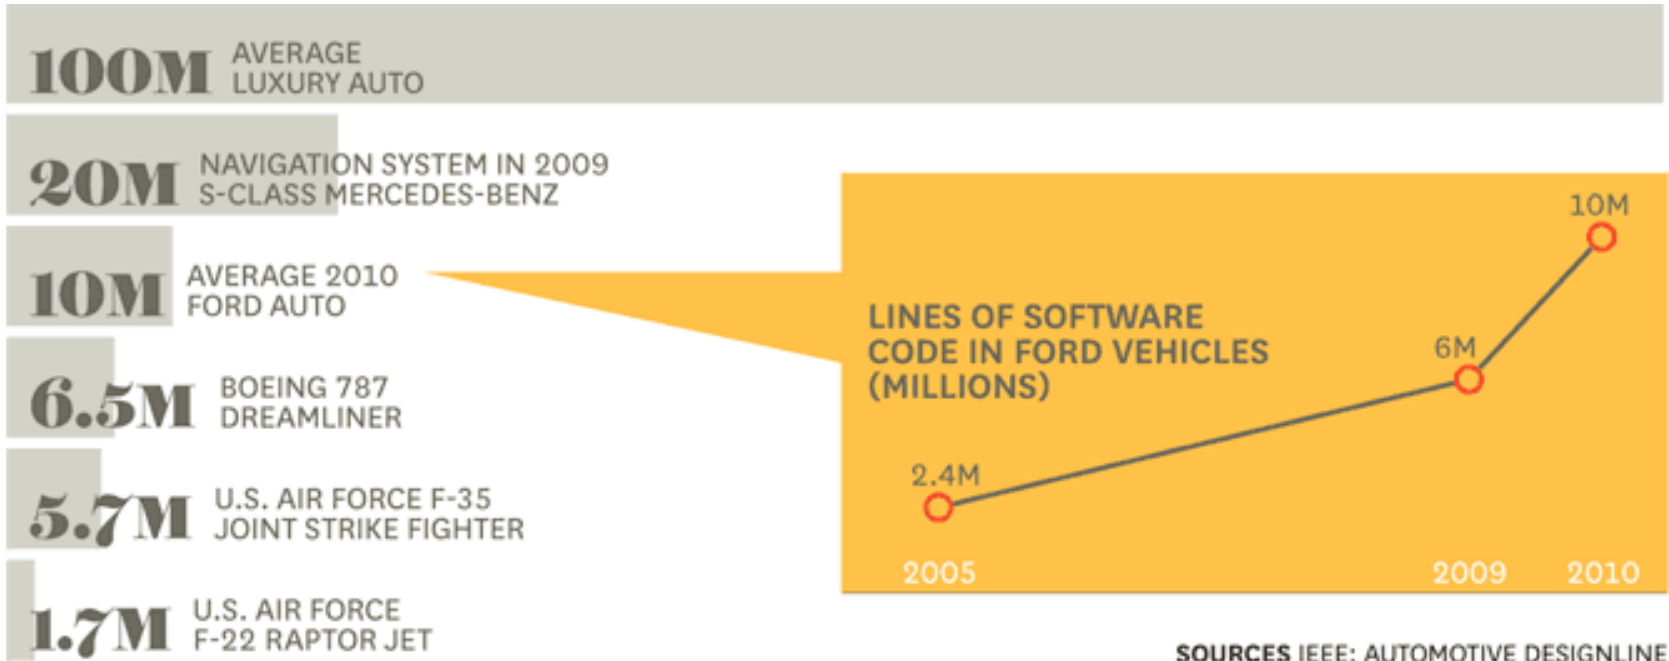 100M AVERAGE
LUXURY AUTO
20M NAVIGATION SYSTEM IN 2009
S-CLASS MERCEDES-BENZ
10M AVERAGE 2010
FORD AUTO
6.5M BOEING 787
DREAMLINER
5.7M U.S. AIR FORCE F-35
JOINT STRIKE FIGHTER
1.7M U.S. AIR FORCE
F-22 RAPTOR JET
LINES OF SOFTWARE
CODE IN FORD VEHICLES
(MILLIONS)
2.4M
6M
10M
2005 2009 2010
SOURCES IEEE; AUTOMOTIVE DESIGNLINE